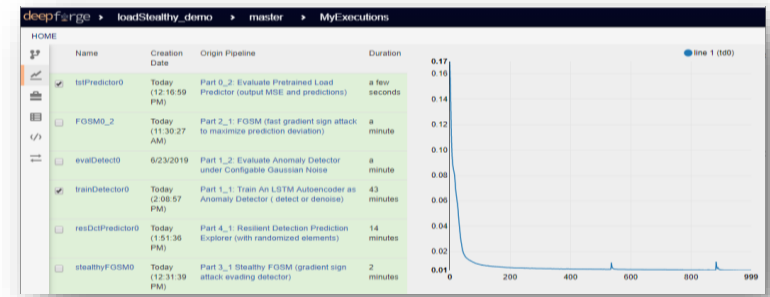 deepforge › loadStealthy_demo › master › MyExecutions
HOME
Name Creation Date Origin Pipeline Duration
tstPredictor0 Today (12:16:59 PM) Part 0_2: Evaluate Pretrained Load Predictor (output MSE and predictions) a few seconds
FGSM0_2 Today (11:30:27 AM) Part 2_1: FGSM (fast gradient sign attack to maximize prediction deviation) a minute
evalDetect0 6/23/2019 Part 1_2: Evaluate Anomaly Detector under Configable Gaussian Noise a minute
trainDetector0 Today (2:08:57 PM) Part 1_1: Train An LSTM Autoencoder as Anomaly Detector ( detect or denoise) 43 minutes
resDctPredictor0 Today (1:51:36 PM) Part 4_1: Resilient Detection Prediction Explorer (with randomized elements) 14 minutes
stealthyFGSM0 Today (12:31:39 PM) Part 3_1 Stealthy FGSM (gradient sign attack evading detector) 2 minutes
line 1 (td0)
0.17
0.16
0.14
0.12
0.10
0.08
0.06
0.04
0.02
0.01
0 200 400 600 800 999